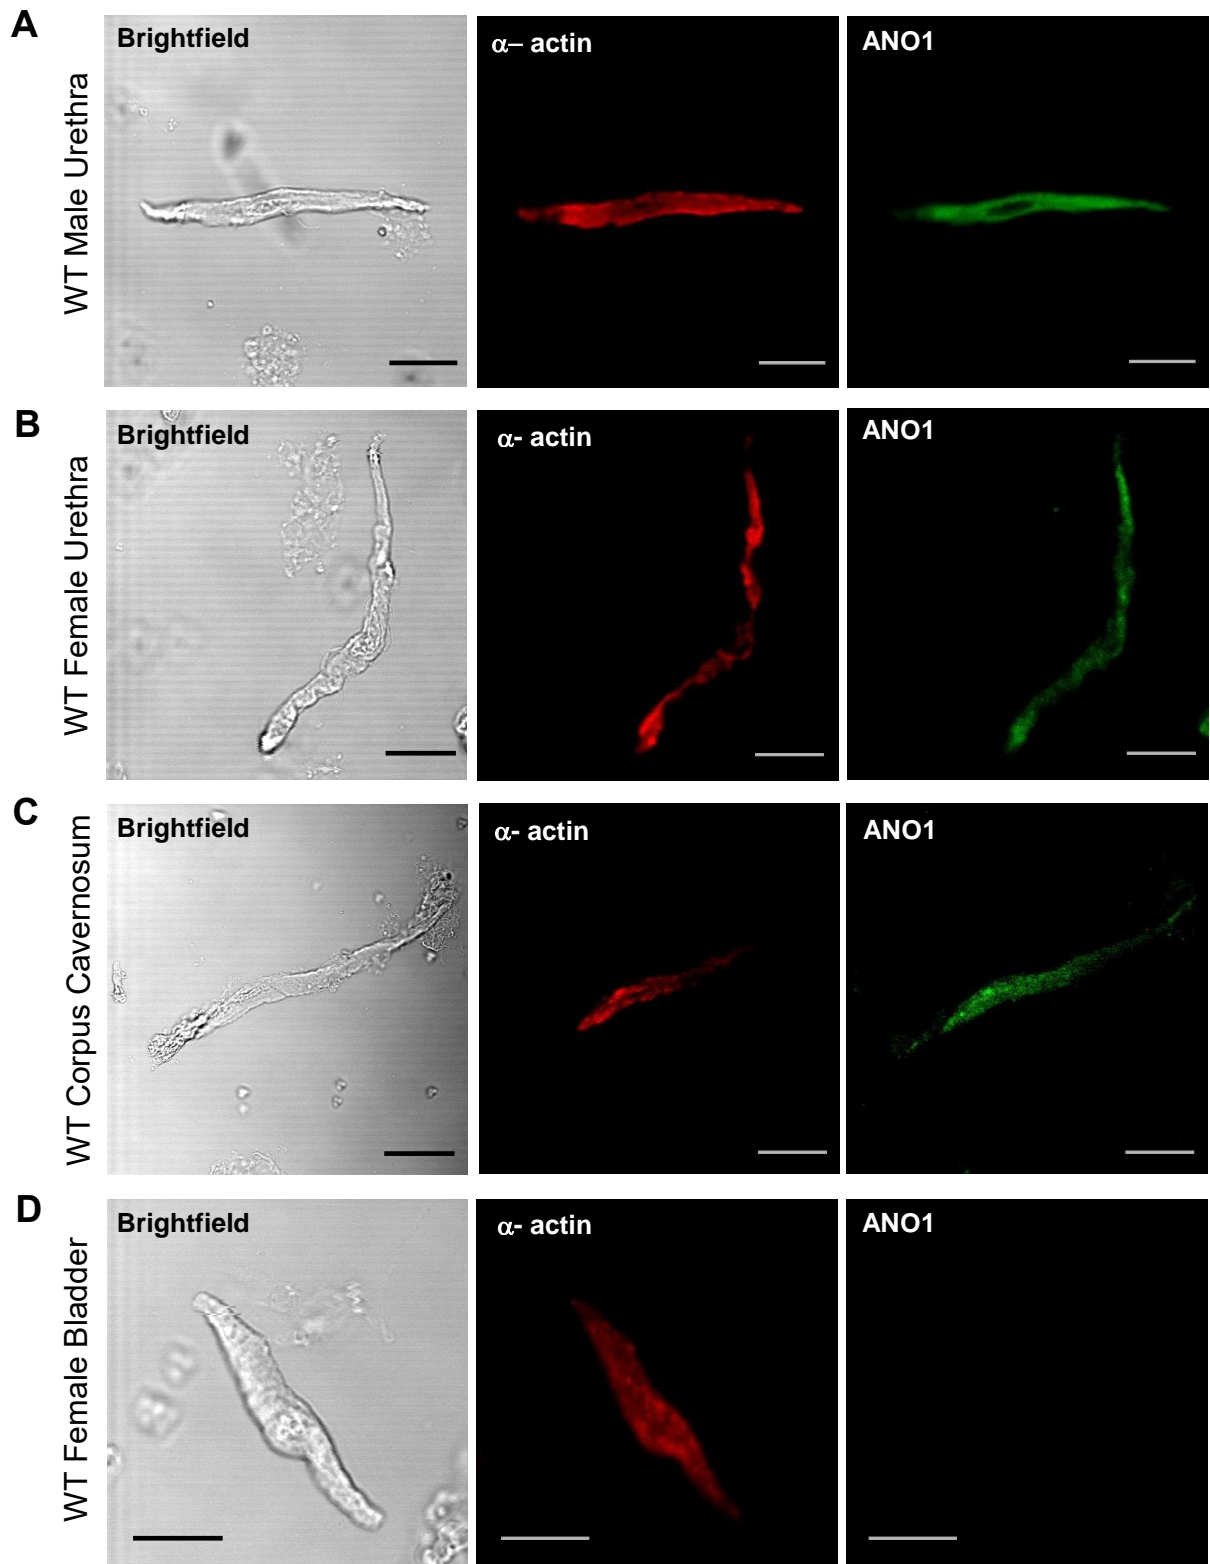 A
WT Male Urethra
Brightfield
α– actin
ANO1
B
WT Female Urethra
Brightfield
α- actin
ANO1
C
WT Corpus Cavernosum
Brightfield
α- actin
ANO1
D
WT Female Bladder
Brightfield
α- actin
ANO1